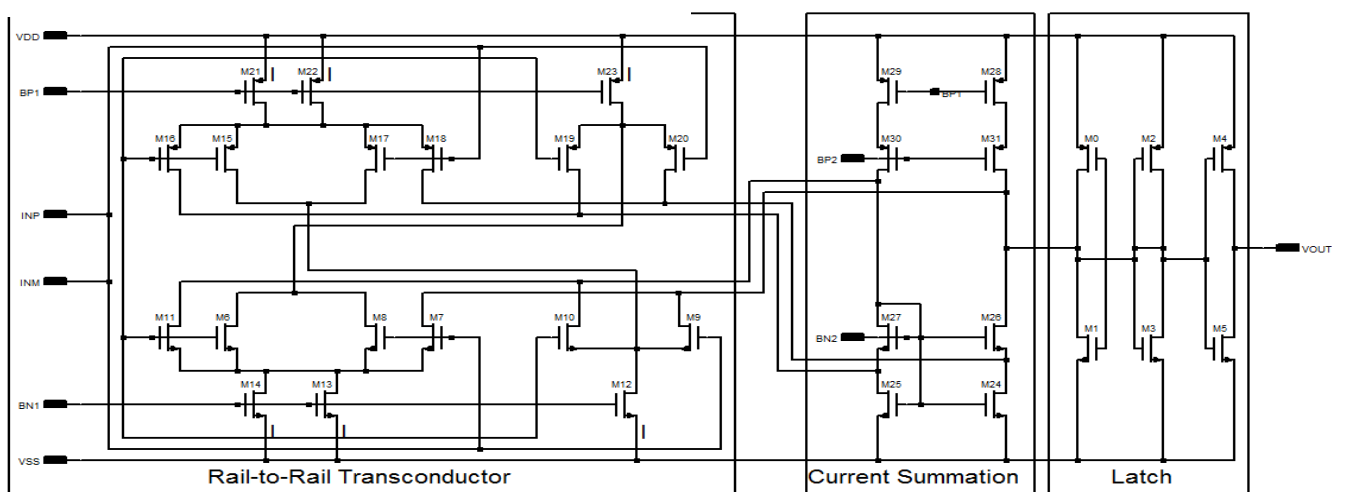 VDD
M21
M22
M23
M29
M28
BP1
BP1
M16
M15
M17
M18
M19
M20
M30
M31
M0
M2
M4
BP2
INP
VOUT
INM
M11
M6
M8
M7
M10
M9
M27
M26
M1
M3
M5
BN2
M14
M13
M12
M25
M24
BN1
VSS
Rail-to-Rail Transconductor
Current Summation
Latch